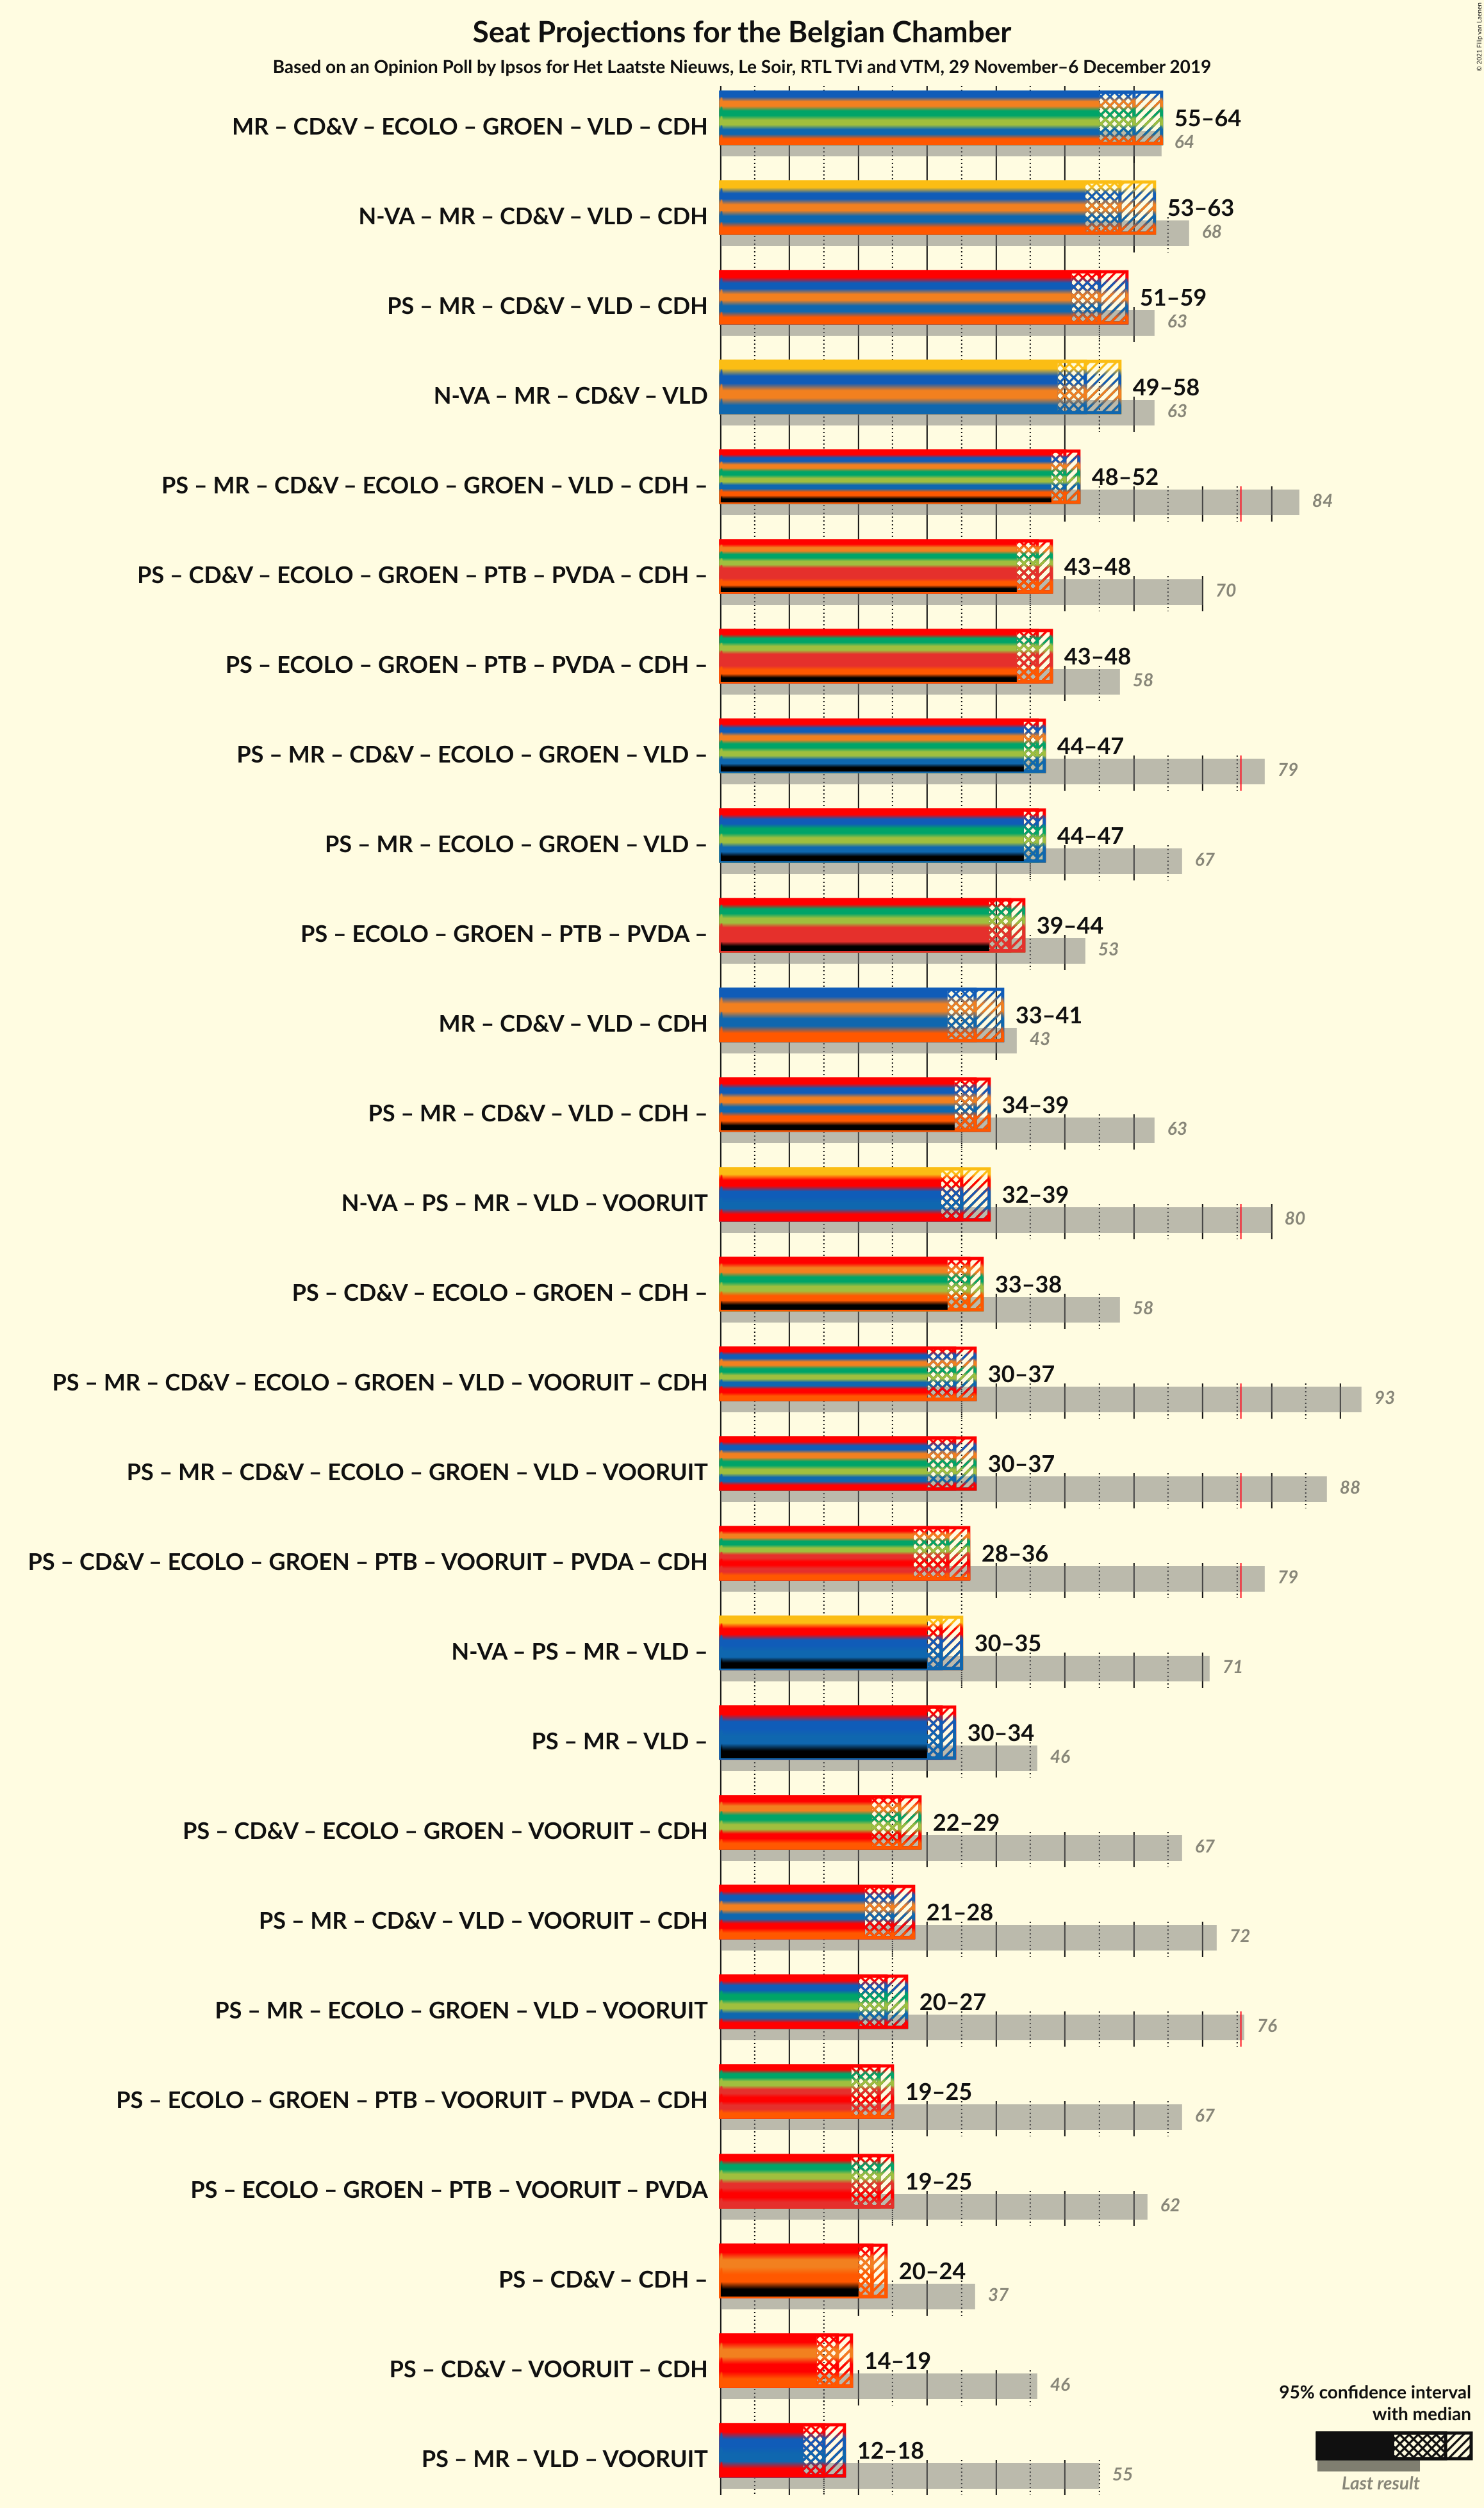 Seat Projections for the Belgian Chamber
Based on an Opinion Poll by Ipsos for Het Laatste Nieuws, Le Soir, RTL TVi and VTM, 29 November–6 December 2019
© 2021 Filip van Laenen
MR – CD&V – ECOLO – GROEN – VLD – CDH 55–64
64
N-VA – MR – CD&V – VLD – CDH 53–63
68
PS – MR – CD&V – VLD – CDH 51–59
63
N-VA – MR – CD&V – VLD 49–58
63
PS – MR – CD&V – ECOLO – GROEN – VLD – CDH – 48–52
84
PS – CD&V – ECOLO – GROEN – PTB – PVDA – CDH – 43–48
70
PS – ECOLO – GROEN – PTB – PVDA – CDH – 43–48
58
PS – MR – CD&V – ECOLO – GROEN – VLD – 44–47
79
PS – MR – ECOLO – GROEN – VLD – 44–47
67
PS – ECOLO – GROEN – PTB – PVDA – 39–44
53
MR – CD&V – VLD – CDH 33–41
43
PS – MR – CD&V – VLD – CDH – 34–39
63
N-VA – PS – MR – VLD – VOORUIT 32–39
80
PS – CD&V – ECOLO – GROEN – CDH – 33–38
58
PS – MR – CD&V – ECOLO – GROEN – VLD – VOORUIT – CDH 30–37
93
PS – MR – CD&V – ECOLO – GROEN – VLD – VOORUIT 30–37
88
PS – CD&V – ECOLO – GROEN – PTB – VOORUIT – PVDA – CDH 28–36
79
N-VA – PS – MR – VLD – 30–35
71
PS – MR – VLD – 30–34
46
PS – CD&V – ECOLO – GROEN – VOORUIT – CDH 22–29
67
PS – MR – CD&V – VLD – VOORUIT – CDH 21–28
72
PS – MR – ECOLO – GROEN – VLD – VOORUIT 20–27
76
PS – ECOLO – GROEN – PTB – VOORUIT – PVDA – CDH 19–25
67
PS – ECOLO – GROEN – PTB – VOORUIT – PVDA 19–25
62
PS – CD&V – CDH – 20–24
37
PS – CD&V – VOORUIT – CDH 14–19
46
PS – MR – VLD – VOORUIT 12–18
55
95% confidence interval
with median
Last result